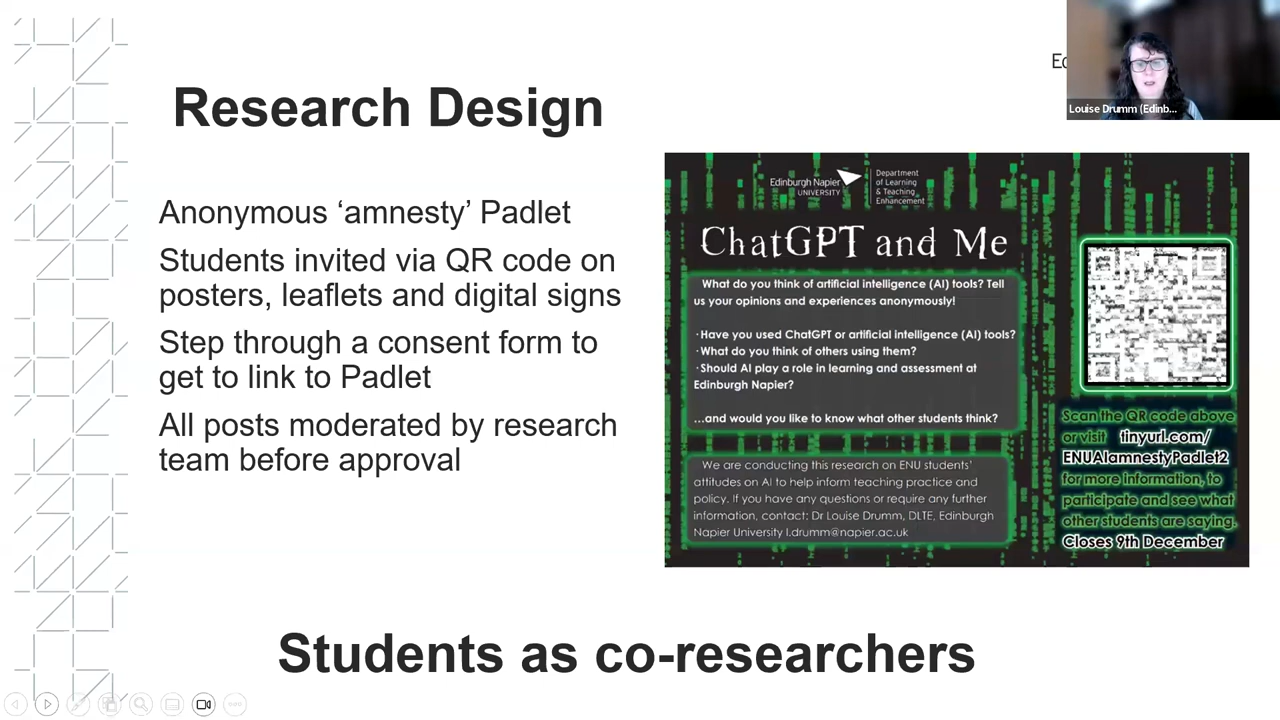 Research Design
Ec
Louise Drumm (Edinb...
Anonymous ‘amnesty’ Padlet
Students invited via QR code on
posters, leaflets and digital signs
Step through a consent form to
get to link to Padlet
All posts moderated by research
team before approval
Edinburgh Napier
UNIVERSITY
Department
of Learning
& Teaching
Enhancement
ChatGPT and Me
What do you think of artificial intelligence (AI) tools? Tell
us your opinions and experiences anonymously!
·Have you used ChatGPT or artificial intelligence (AI) tools?
·What do you think of others using them?
·Should AI play a role in learning and assessment at
Edinburgh Napier?
...and would you like to know what other students think?
We are conducting this research on ENU students’
attitudes on AI to help inform teaching practice and
policy. If you have any questions or require any further
information, contact: Dr Louise Drumm, DLTE, Edinburgh
Napier University l.drumm@napier.ac.uk
Scan the QR code above
or visit tinyurl.com/
ENUAIamnestyPadlet2
for more information, to
participate and see what
other students are saying.
Closes 9th December
Students as co-researchers